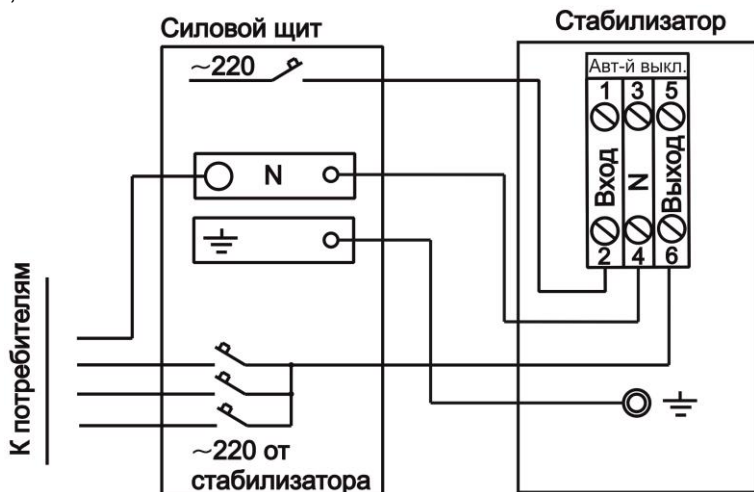 Силовой щит
Стабилизатор
~220
Авт-й выкл.
1 3 5
Вход
N
Выход
2 4 6
N
К потребителям
~220 от
стабилизатора